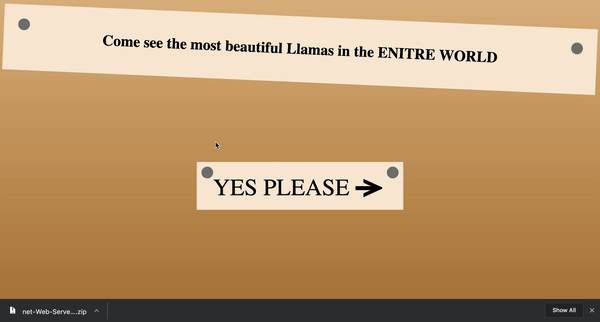 Come see the most beautiful Llamas in the ENITRE WORLD
YES PLEASE →
net-Web-Serve....zip
Show All